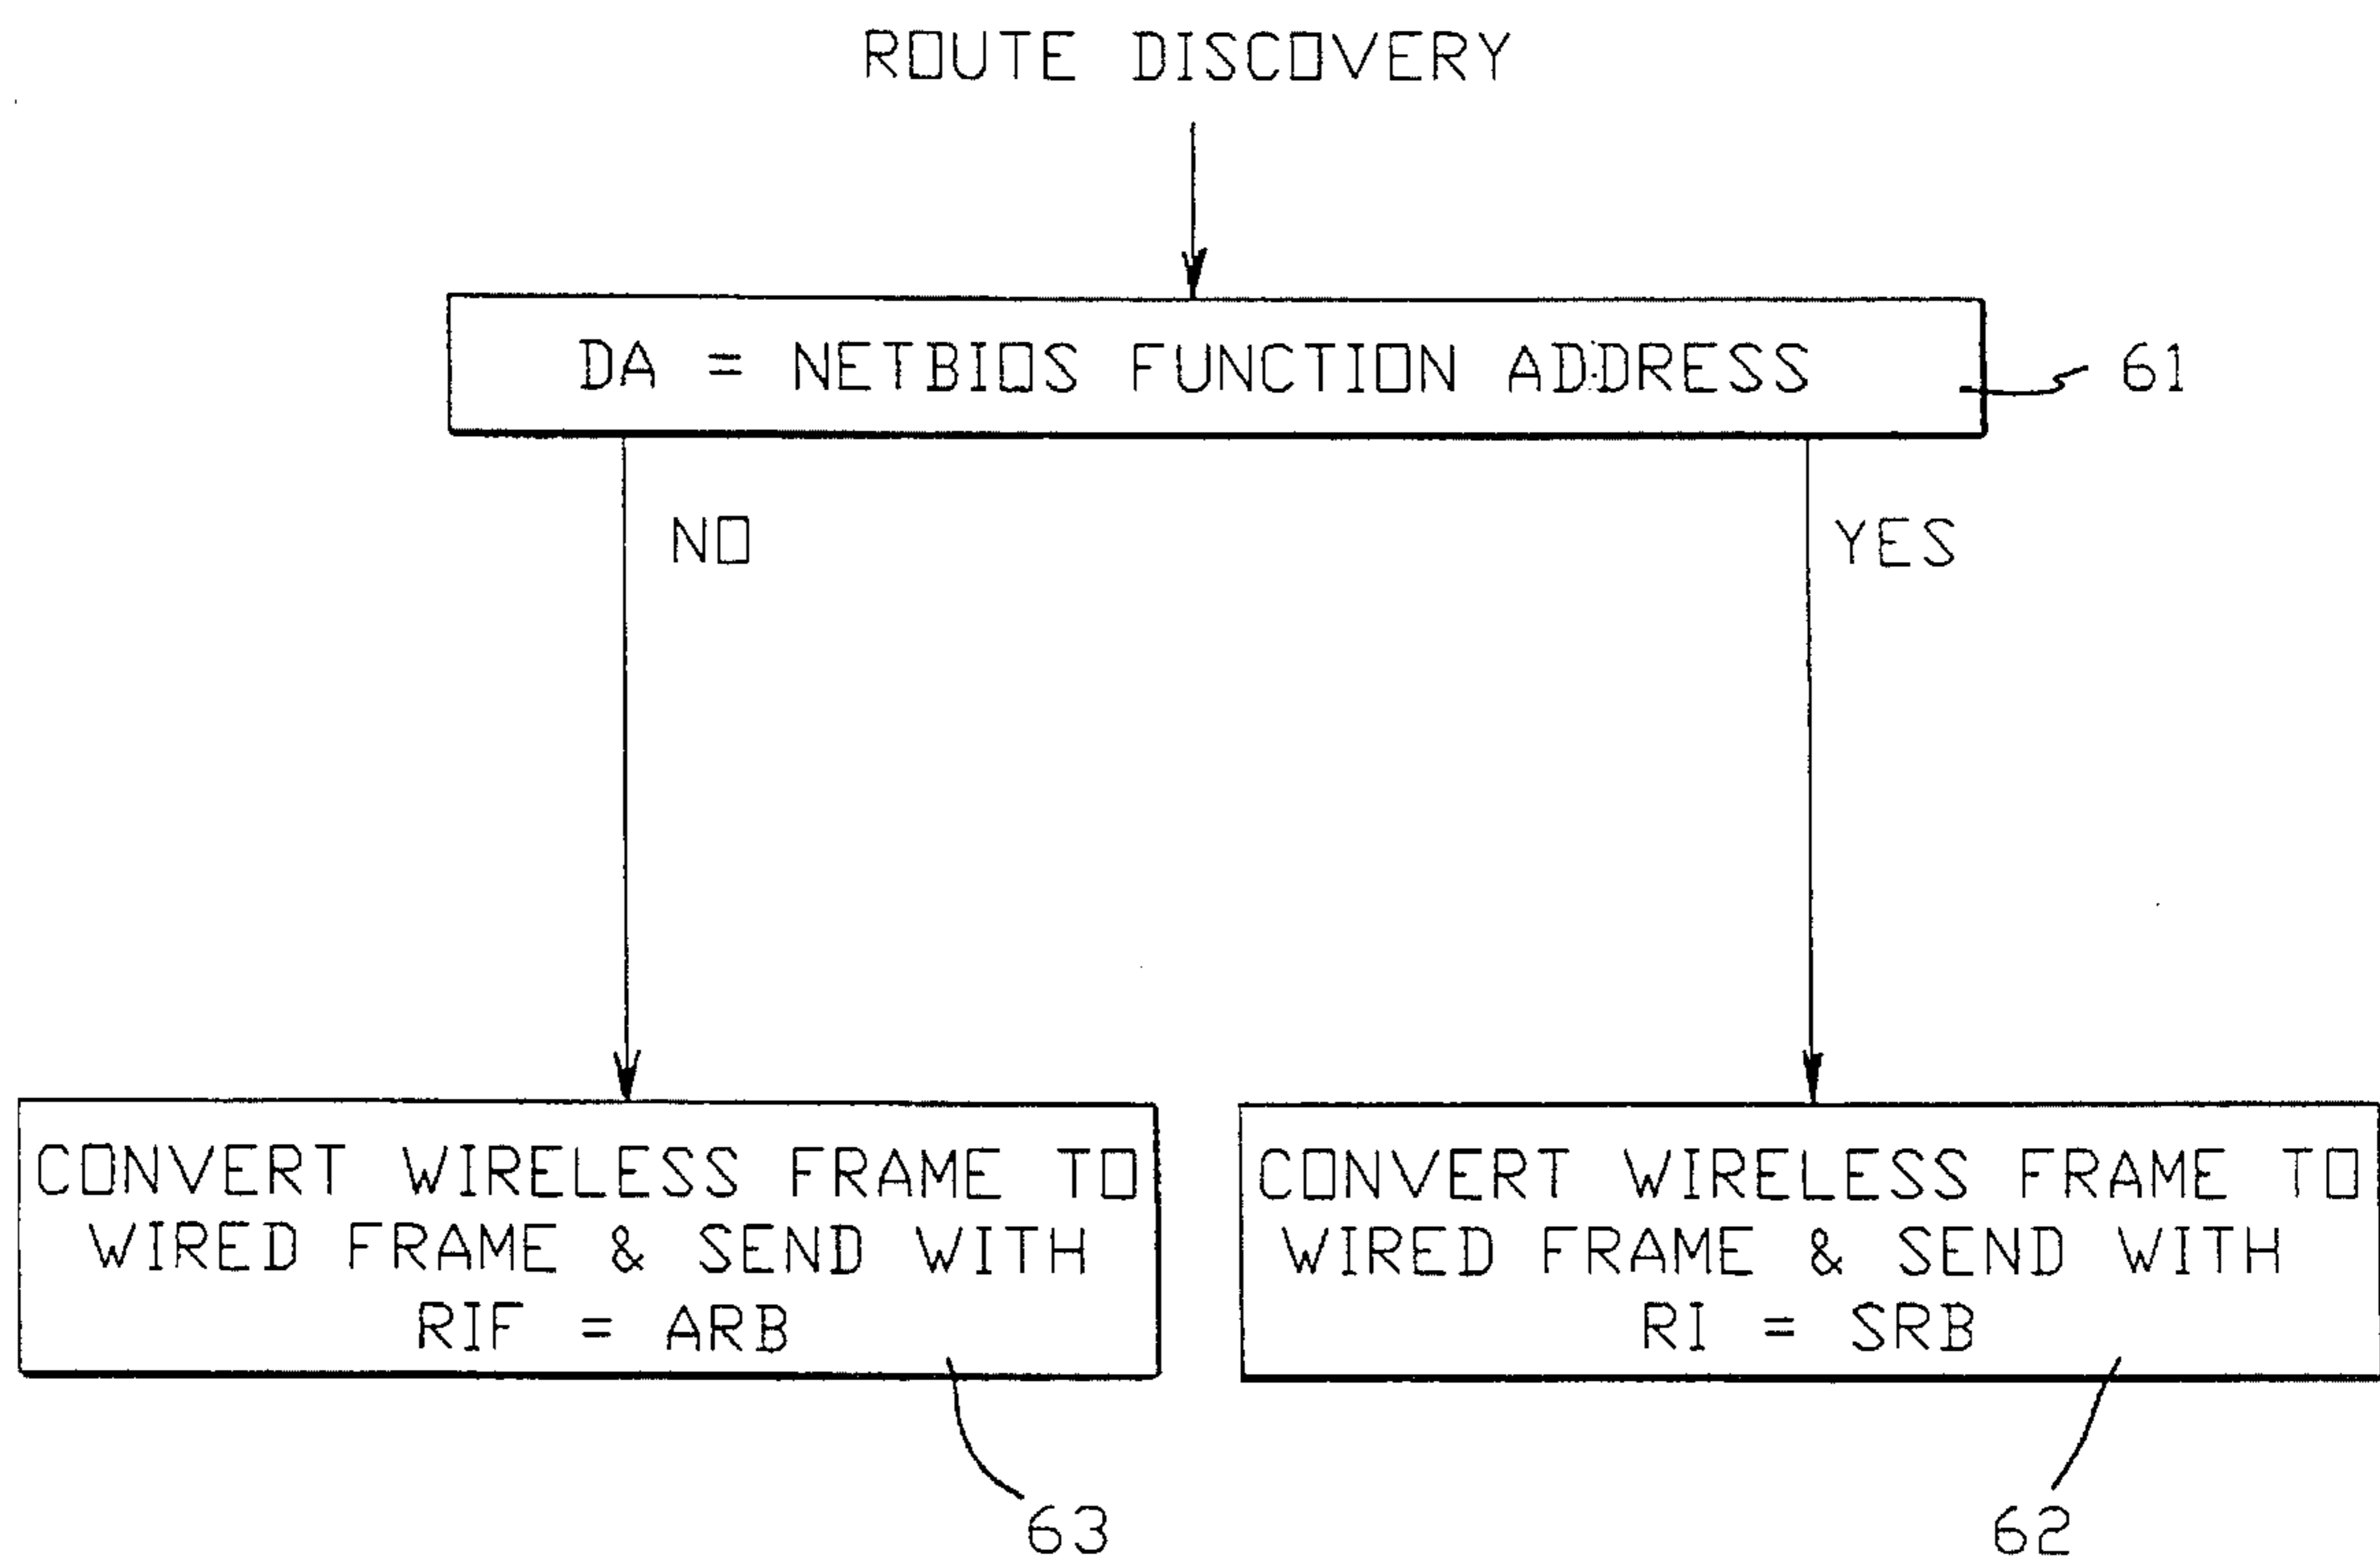 ROUTE DISCOVERY
DA = NETBIOS FUNCTION ADDRESS
61
NO
YES
CONVERT WIRELESS FRAME TO
WIRED FRAME & SEND WITH
RIF = ARB
63
CONVERT WIRELESS FRAME TO
WIRED FRAME & SEND WITH
RI = SRB
62